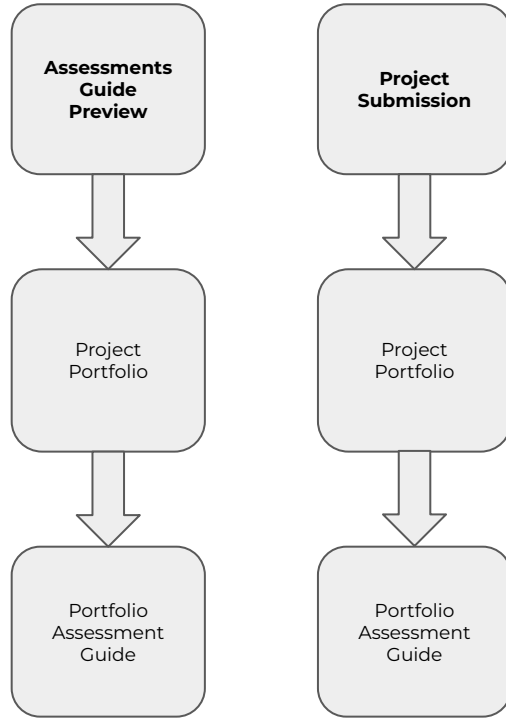 Assessments
Guide
Preview
Project
Submission
Project
Portfolio
Project
Portfolio
Portfolio
Assessment
Guide
Portfolio
Assessment
Guide